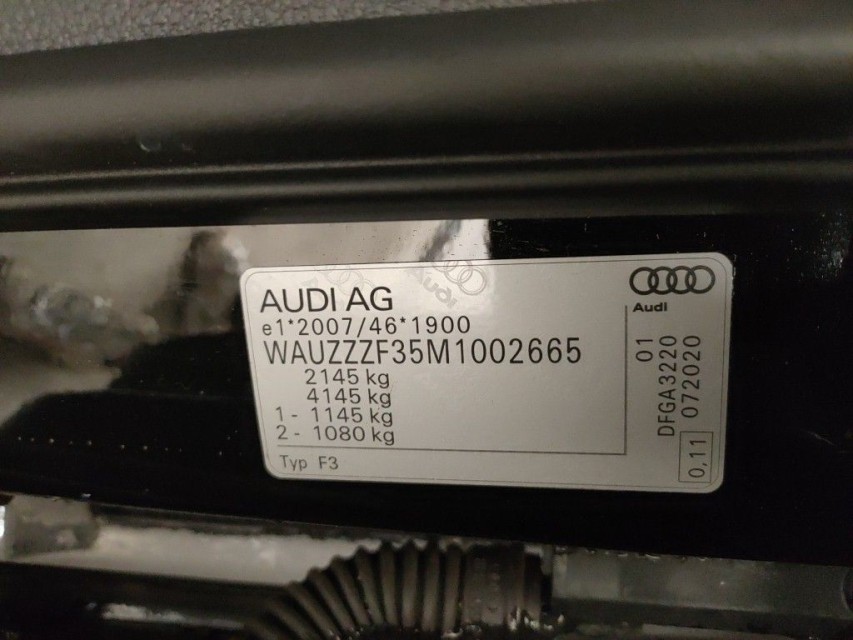 AUDI AG
e1*2007/46*1900
WAUZZZF35M1002665
2145 kg
4145 kg
1 - 1145 kg
2 - 1080 kg
Typ F3
Audi
01
DFGA3220
072020
0,11
Audi